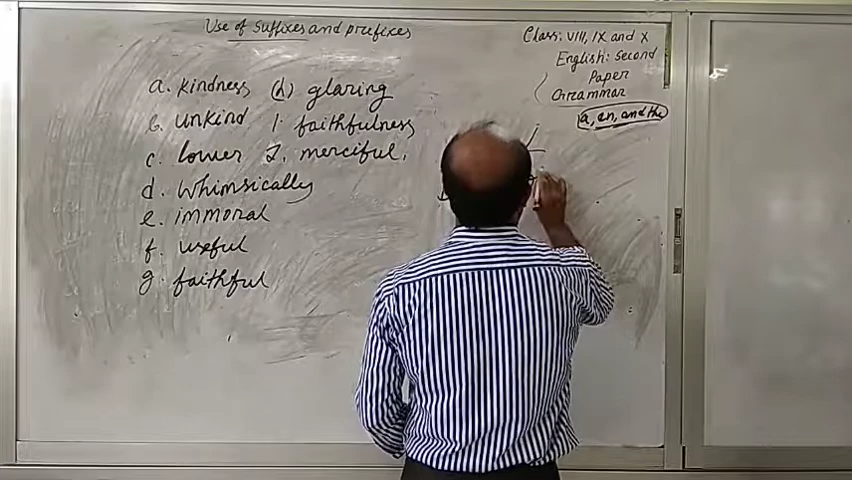 Use of suffixes and prefixes
Class: VIII, IX and X
English: Second
Paper
Grammar
a, an, and the
a. kindness
b. unkind
c. lower
d. whimsically
e. immoral
f. useful
g. faithful
(h) glaring
1. faithfulness
2. merciful.